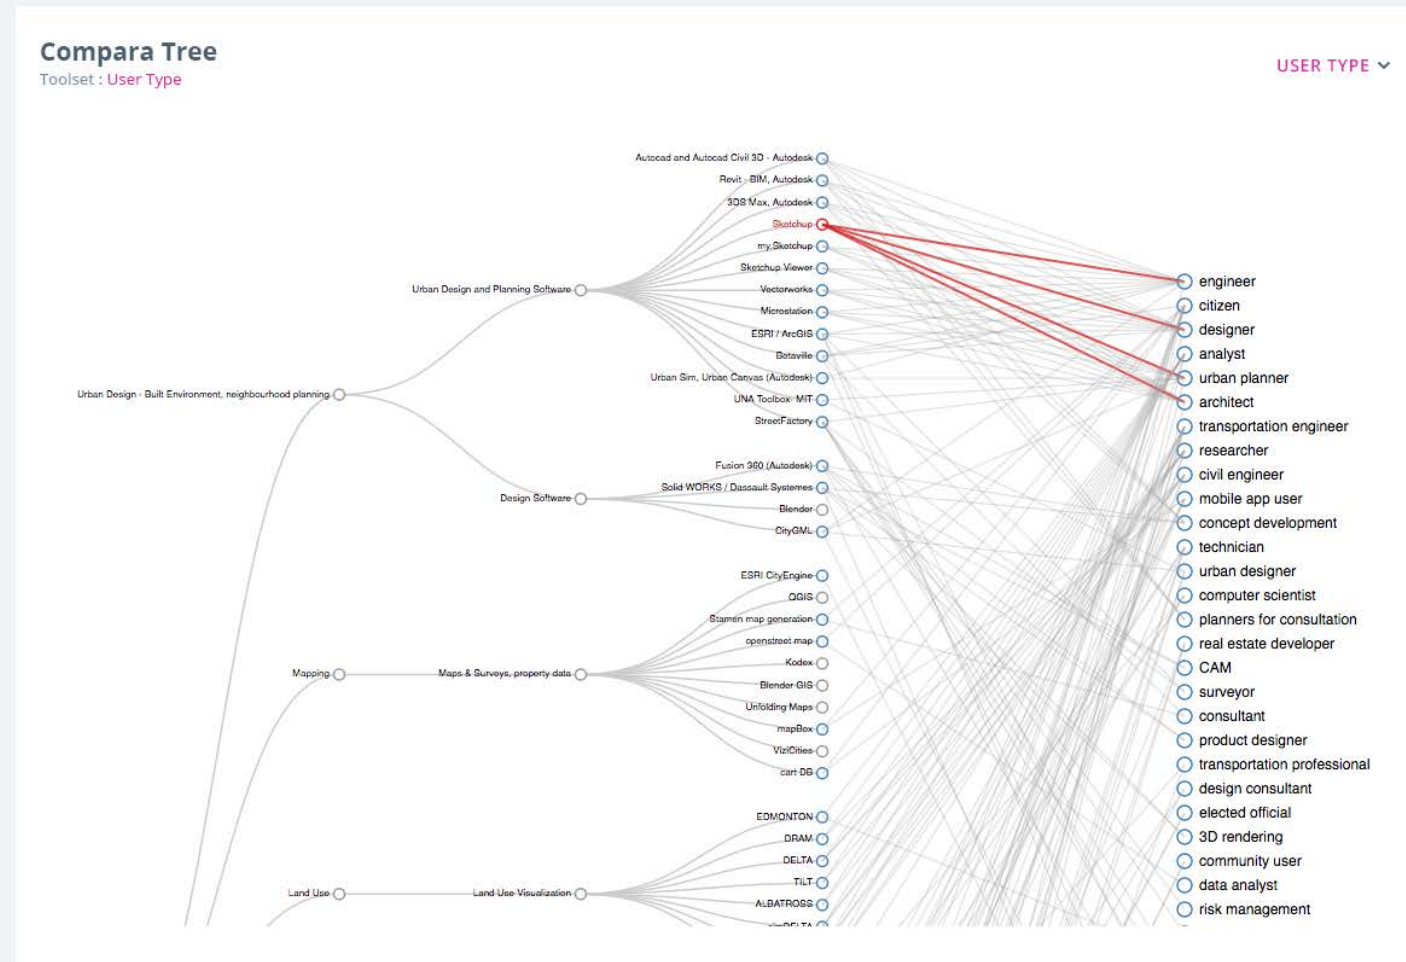 Compara Tree
Toolset : User Type
USER TYPE
Autocad and Autocad Civil 3D - Autodesk
Revit - BIM, Autodesk
3DS Max, Autodesk
Sketchup
my Sketchup
Sketchup Viewer
Vectorworks
Microstation
ESRI / ArcGIS
Betaville
Urban Sim, Urban Canvas (Autodesk)
UNA Toolbox- MIT
StreetFactory
Urban Design and Planning Software
Urban Design - Built Environment, neighbourhood planning
Fusion 360 (Autodesk)
Solid WORKS / Dassault Systemes
Blender
CityGML
Design Software
ESRI CityEngine
QGIS
Stamen map generation
openstreet map
Kodex
Blender GIS
Unfolding Maps
mapBox
ViziCities
cart DB
Mapping
Maps & Surveys, property data
EDMONTON
DRAM
DELTA
TILT
ALBATROSS
simDELTA
Land Use
Land Use Visualization
engineer
citizen
designer
analyst
urban planner
architect
transportation engineer
researcher
civil engineer
mobile app user
concept development
technician
urban designer
computer scientist
planners for consultation
real estate developer
CAM
surveyor
consultant
product designer
transportation professional
design consultant
elected official
3D rendering
community user
data analyst
risk management